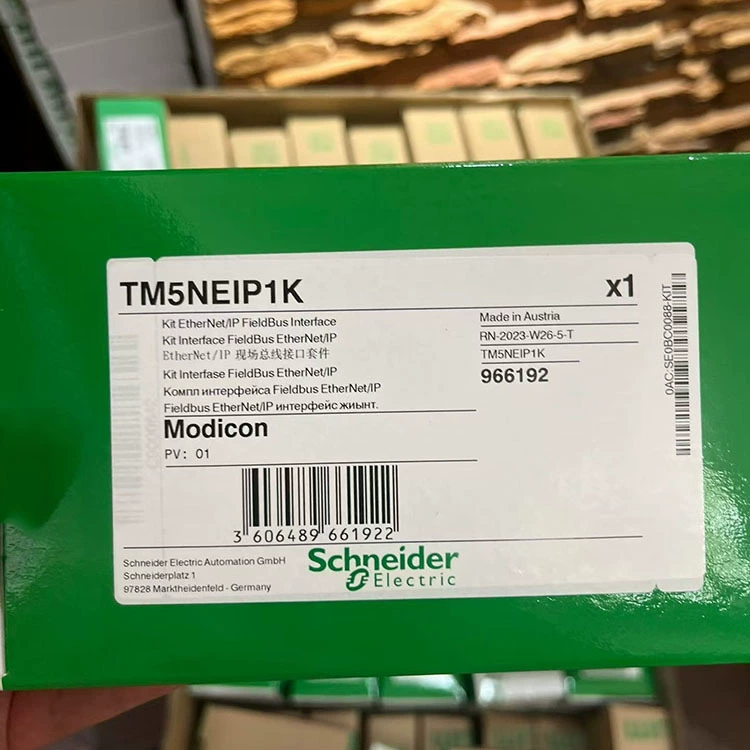 TM5NEIP1K
x1
Kit EtherNet/IP FieldBus Interface
Kit Interface FieldBus EtherNet/IP
EtherNet/IP 现场总线接口套件
Kit Interfase FieldBus EtherNet/IP
Компл интерфейса Fieldbus EtherNet/IP
Fieldbus EtherNet/IP интерфейс жиынт.
Made in Austria
RN-2023-W26-5-T
TM5NEIP1K
966192
Modicon
PV: 01
3 606489 661922
0AC:SE0BC0088-KIT
Schneider Electric Automation GmbH
Schneiderplatz 1
97828 Marktheidenfeld - Germany
Schneider
Electric